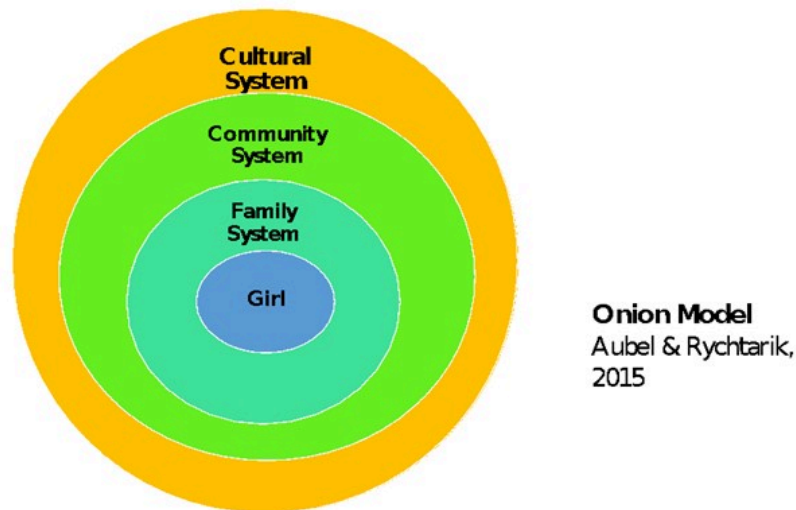 Cultural
System
Community
System
Family
System
Girl
Onion Model
Aubel & Rychtarik,
2015